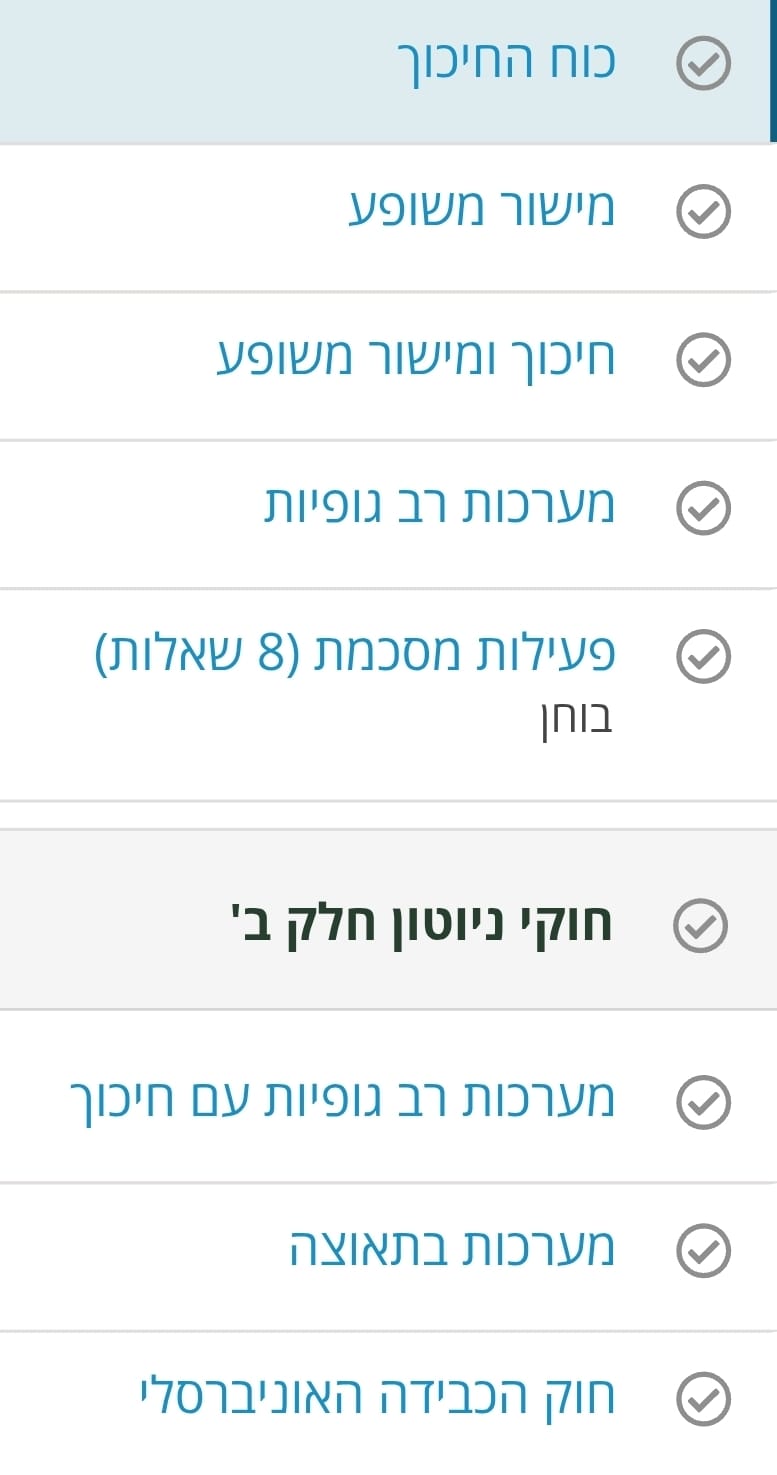 כוח החיכוך
מישור משופע
חיכוך ומישור משופע
מערכות רב גופיות
פעילות מסכמת (8 שאלות)
בוחן
חוקי ניוטון חלק ב'
מערכות רב גופיות עם חיכוך
מערכות בתאוצה
חוק הכבידה האוניברסלי